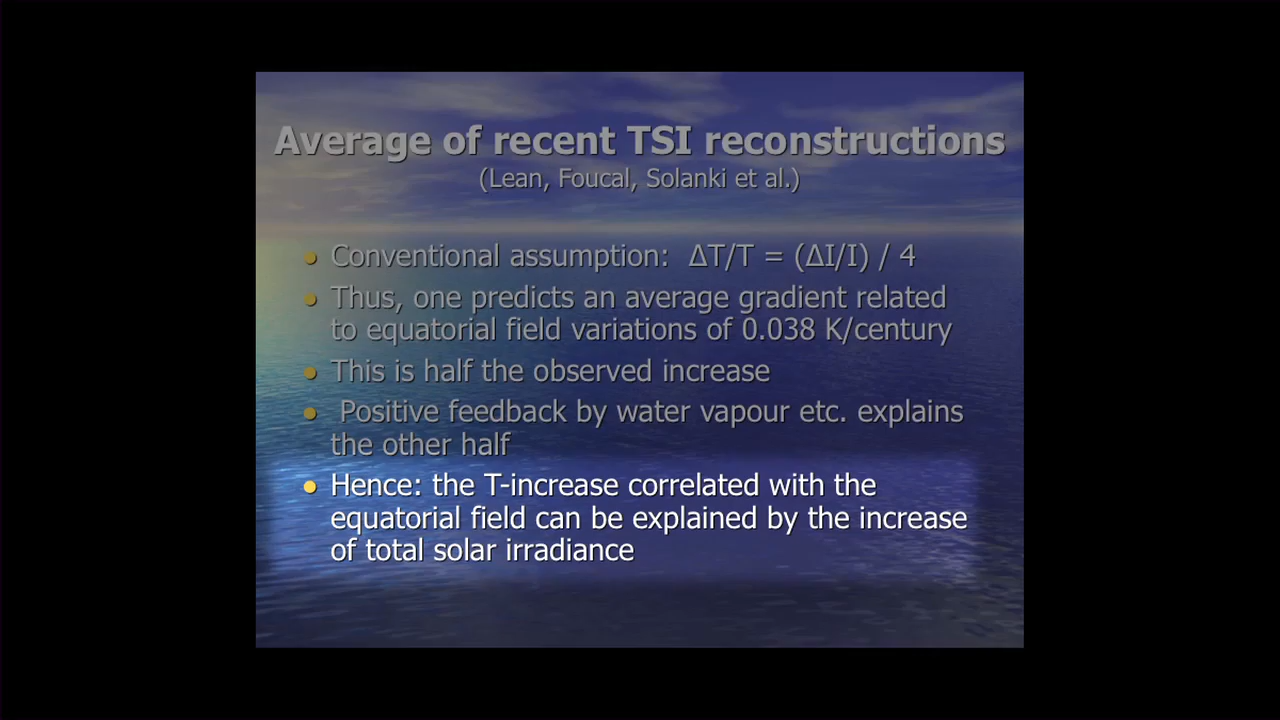 Average of recent TSI reconstructions
(Lean, Foucal, Solanki et al.)
Conventional assumption: ΔT/T = (ΔI/I) / 4
Thus, one predicts an average gradient related
to equatorial field variations of 0.038 K/century
This is half the observed increase
Positive feedback by water vapour etc. explains
the other half
Hence: the T-increase correlated with the
equatorial field can be explained by the increase
of total solar irradiance